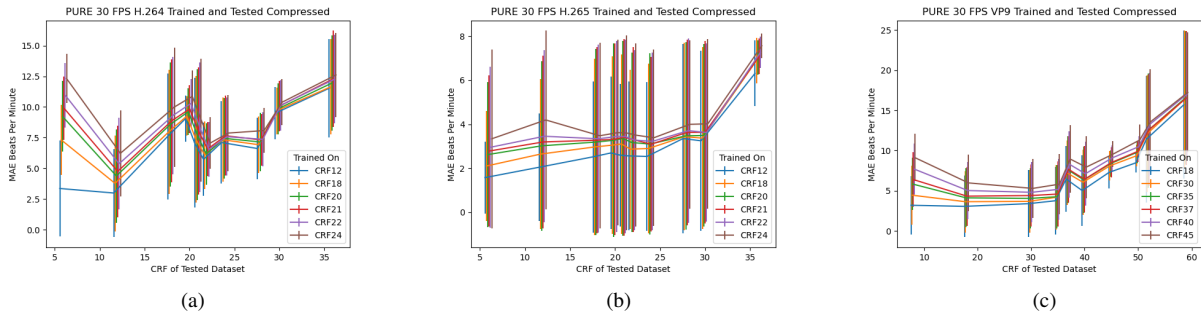 PURE 30 FPS H.264 Trained and Tested Compressed
MAE Beats Per Minute
15.0
12.5
10.0
7.5
5.0
2.5
0.0
Trained On
CRF12
CRF18
CRF20
CRF21
CRF22
CRF24
5 10 15 20 25 30 35
CRF of Tested Dataset
(a)
PURE 30 FPS H.265 Trained and Tested Compressed
MAE Beats Per Minute
8
6
4
2
0
Trained On
CRF12
CRF18
CRF20
CRF21
CRF22
CRF24
5 10 15 20 25 30 35
CRF of Tested Dataset
(b)
PURE 30 FPS VP9 Trained and Tested Compressed
MAE Beats Per Minute
25
20
15
10
5
0
Trained On
CRF18
CRF30
CRF35
CRF37
CRF40
CRF45
10 20 30 40 50 60
CRF of Tested Dataset
(c)